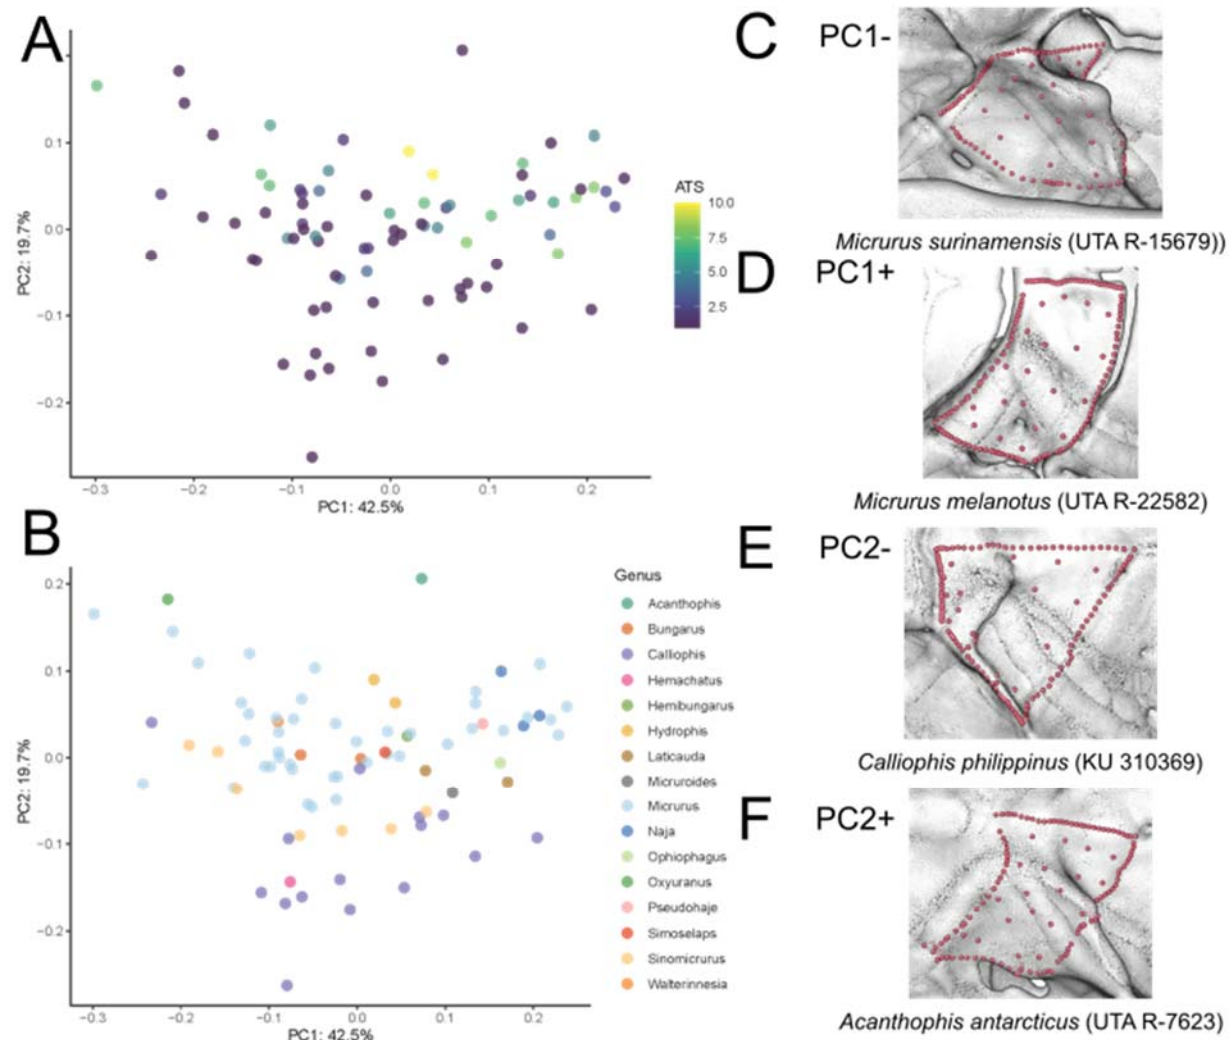 A
0.1
0.0
−0.1
−0.2
PC2: 19.7%
−0.3
−0.2
−0.1
0.0
0.1
0.2
PC1: 42.5%
ATS
10.0
7.5
5.0
2.5
B
0.2
0.1
0.0
−0.1
−0.2
PC2: 19.7%
−0.3
−0.2
−0.1
0.0
0.1
0.2
PC1: 42.5%
Genus
Acanthophis
Bungarus
Calliophis
Hemachatus
Hemibungarus
Hydrophis
Laticauda
Micruroides
Micrurus
Naja
Ophiophagus
Oxyuranus
Pseudohaje
Simoselaps
Sinomicrurus
Walterinnesia
C
PC1-
Micrurus surinamensis (UTA R-15679))
D
PC1+
Micrurus melanotus (UTA R-22582)
E
PC2-
Calliophis philippinus (KU 310369)
F
PC2+
Acanthophis antarcticus (UTA R-7623)